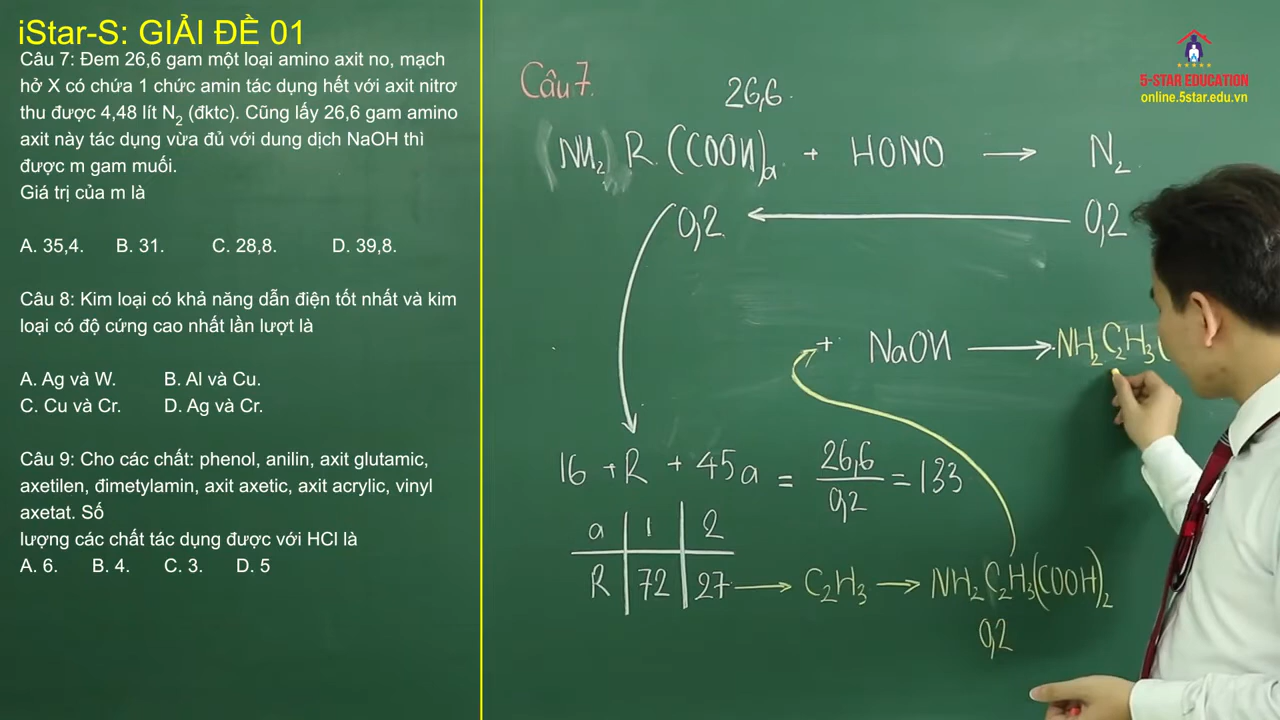 iStar-S: GIẢI ĐỀ 01
Câu 7: Đem 26,6 gam một loại amino axit no, mạch
hở X có chứa 1 chức amin tác dụng hết với axit nitrơ
thu được 4,48 lít N₂ (đktc). Cũng lấy 26,6 gam amino
axit này tác dụng vừa đủ với dung dịch NaOH thì
được m gam muối.
Giá trị của m là
A. 35,4. B. 31. C. 28,8. D. 39,8.
Câu 8: Kim loại có khả năng dẫn điện tốt nhất và kim
loại có độ cứng cao nhất lần lượt là
A. Ag và W. B. Al và Cu.
C. Cu và Cr. D. Ag và Cr.
Câu 9: Cho các chất: phenol, anilin, axit glutamic,
axetilen, đimetylamin, axit axetic, axit acrylic, vinyl
axetat. Số
lượng các chất tác dụng được với HCl là
A. 6. B. 4. C. 3. D. 5
5-STAR EDUCATION
online.5star.edu.vn
Câu 7.
26,6.
(NH₂) R (COOH)ₐ + HONO → N₂
0,2 ← 0,2
+ NaOH → NH₂C₂H₃(
16 + R + 45a = 26,6/0,2 = 133
a | 1 | 2
R | 72 | 27 → C₂H₃ → NH₂C₂H₃(COOH)₂
0,2